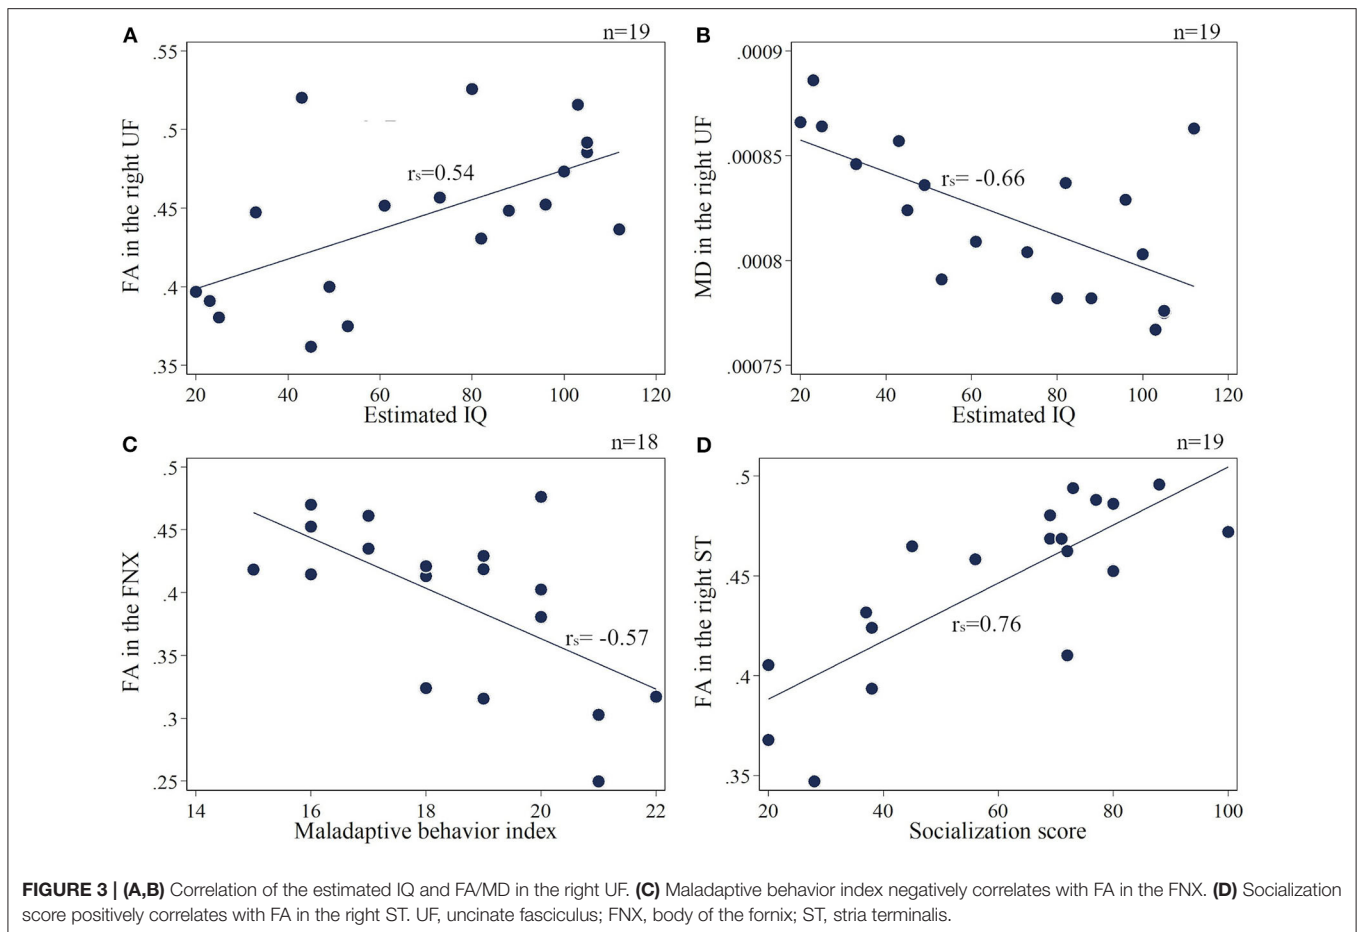 A
n=19
.55
.5
.45
.4
.35
FA in the right UF
rs=0.54
20 40 60 80 100 120
Estimated IQ
B
n=19
.0009
.00085
.0008
.00075
MD in the right UF
rs= -0.66
20 40 60 80 100 120
Estimated IQ
C
n=18
.5
.45
.4
.35
.3
.25
FA in the FNX
rs= -0.57
14 16 18 20 22
Maladaptive behavior index
D
n=19
.5
.45
.4
.35
FA in the right ST
rs=0.76
20 40 60 80 100
Socialization score
FIGURE 3 | (A,B) Correlation of the estimated IQ and FA/MD in the right UF. (C) Maladaptive behavior index negatively correlates with FA in the FNX. (D) Socialization
score positively correlates with FA in the right ST. UF, uncinate fasciculus; FNX, body of the fornix; ST, stria terminalis.